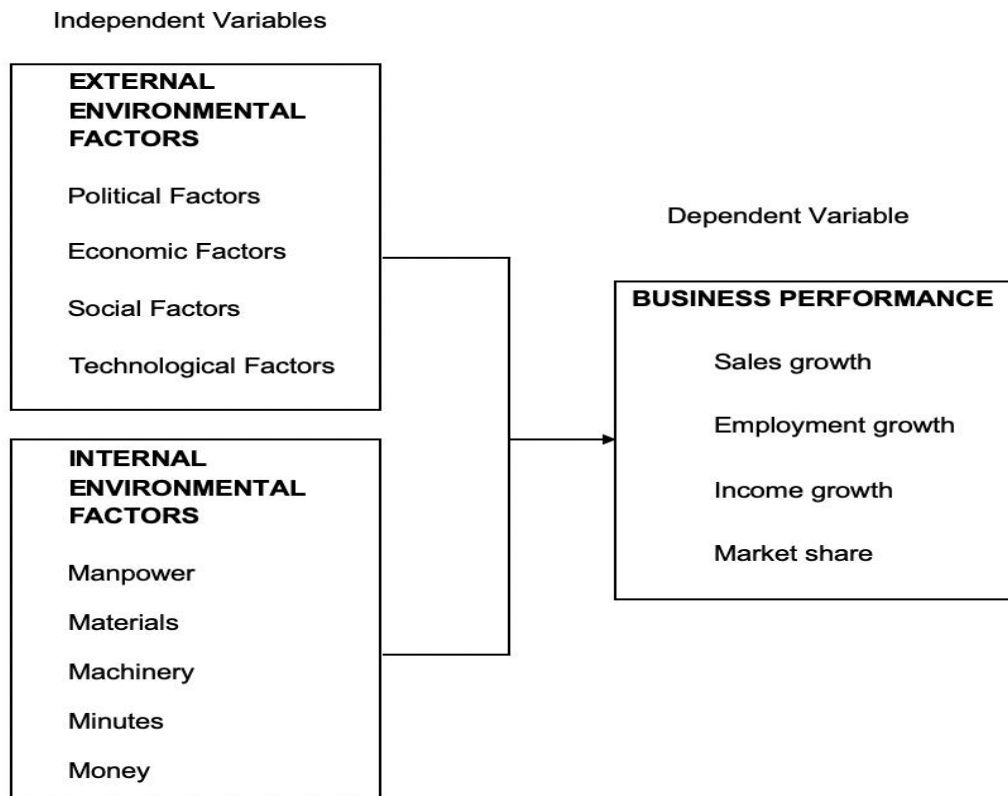 Independent Variables
EXTERNAL
ENVIRONMENTAL
FACTORS
Political Factors
Economic Factors
Social Factors
Technological Factors
INTERNAL
ENVIRONMENTAL
FACTORS
Manpower
Materials
Machinery
Minutes
Money
Dependent Variable
BUSINESS PERFORMANCE
Sales growth
Employment growth
Income growth
Market share